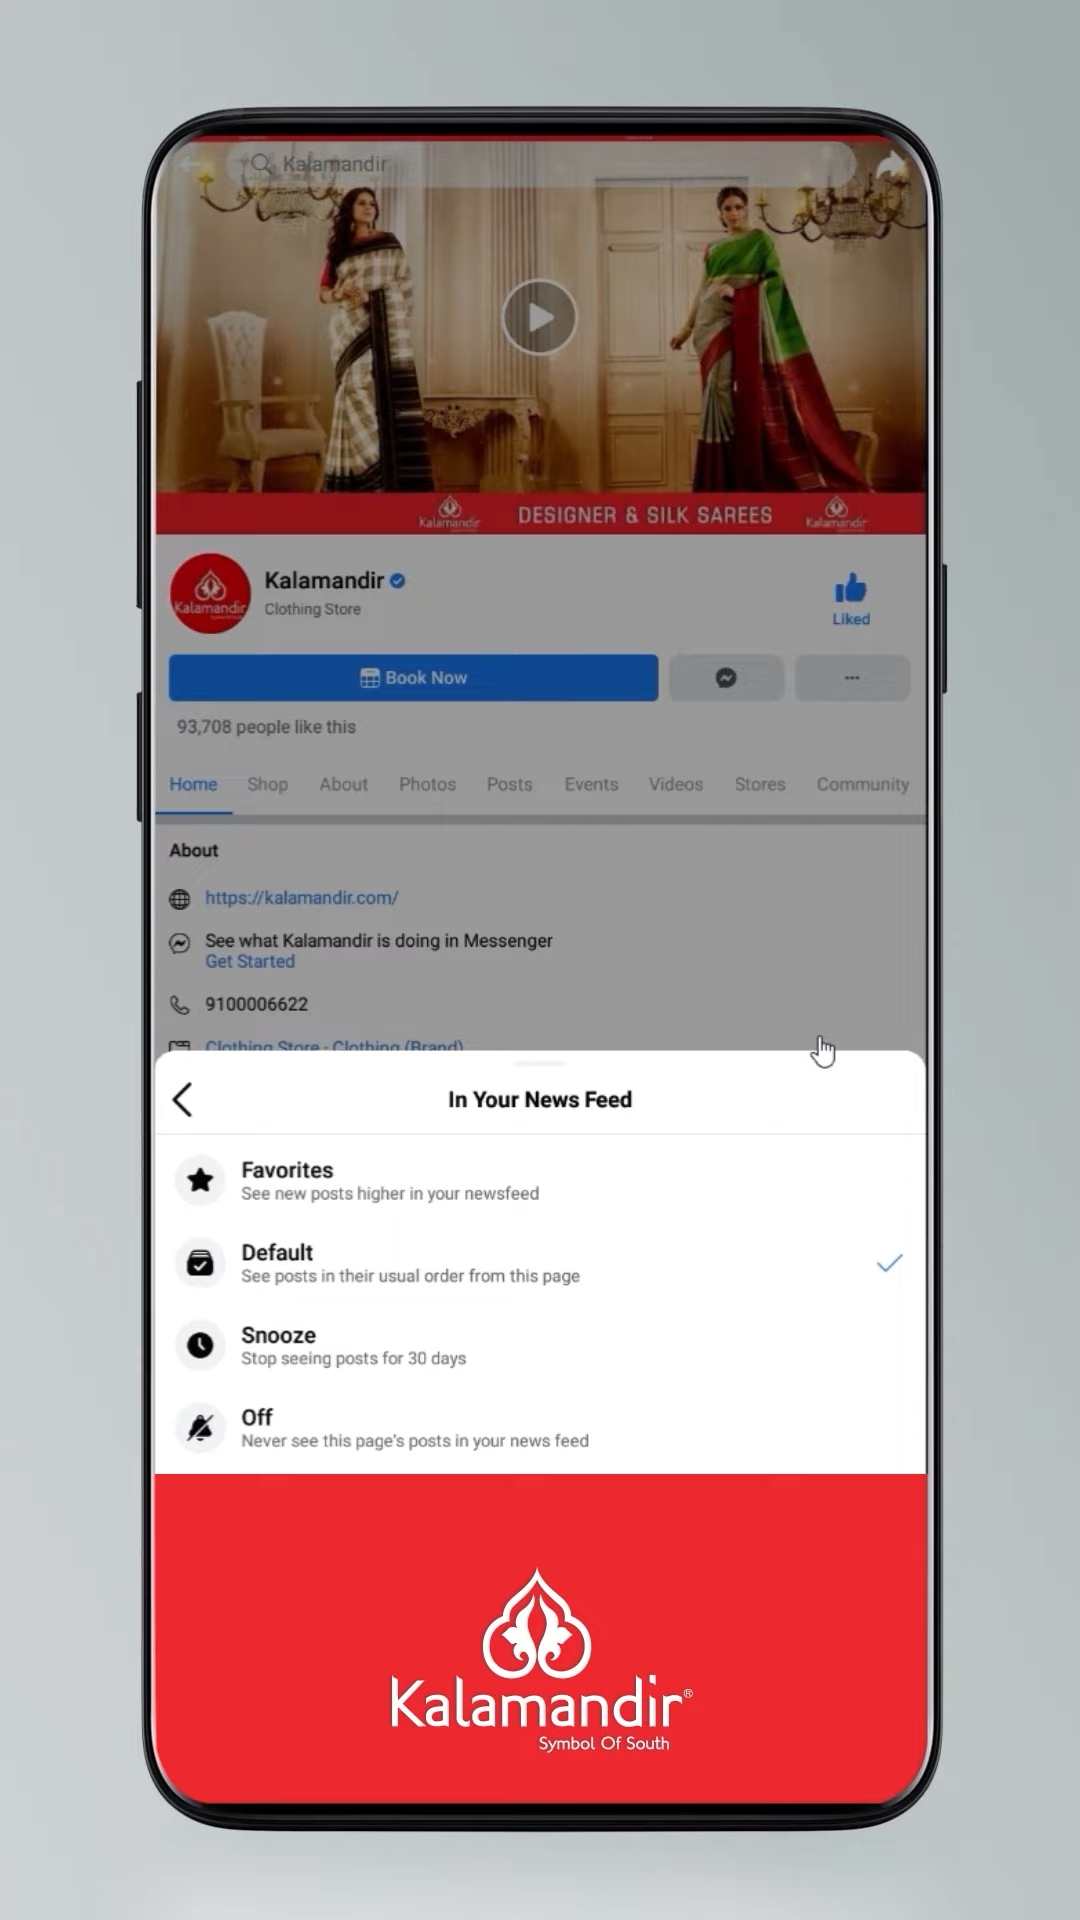 Kalamandir
Kalamandir
DESIGNER & SILK SAREES
Kalamandir
Kalamandir
Kalamandir
Clothing Store
Liked
Book Now
93,708 people like this
Home Shop About Photos Posts Events Videos Stores Community
About
https://kalamandir.com/
See what Kalamandir is doing in Messenger
Get Started
9100006622
Clothing Store · Clothing (Brand)
In Your News Feed
Favorites
See new posts higher in your newsfeed
Default
See posts in their usual order from this page
Snooze
Stop seeing posts for 30 days
Off
Never see this page's posts in your news feed
Kalamandir®
Symbol Of South